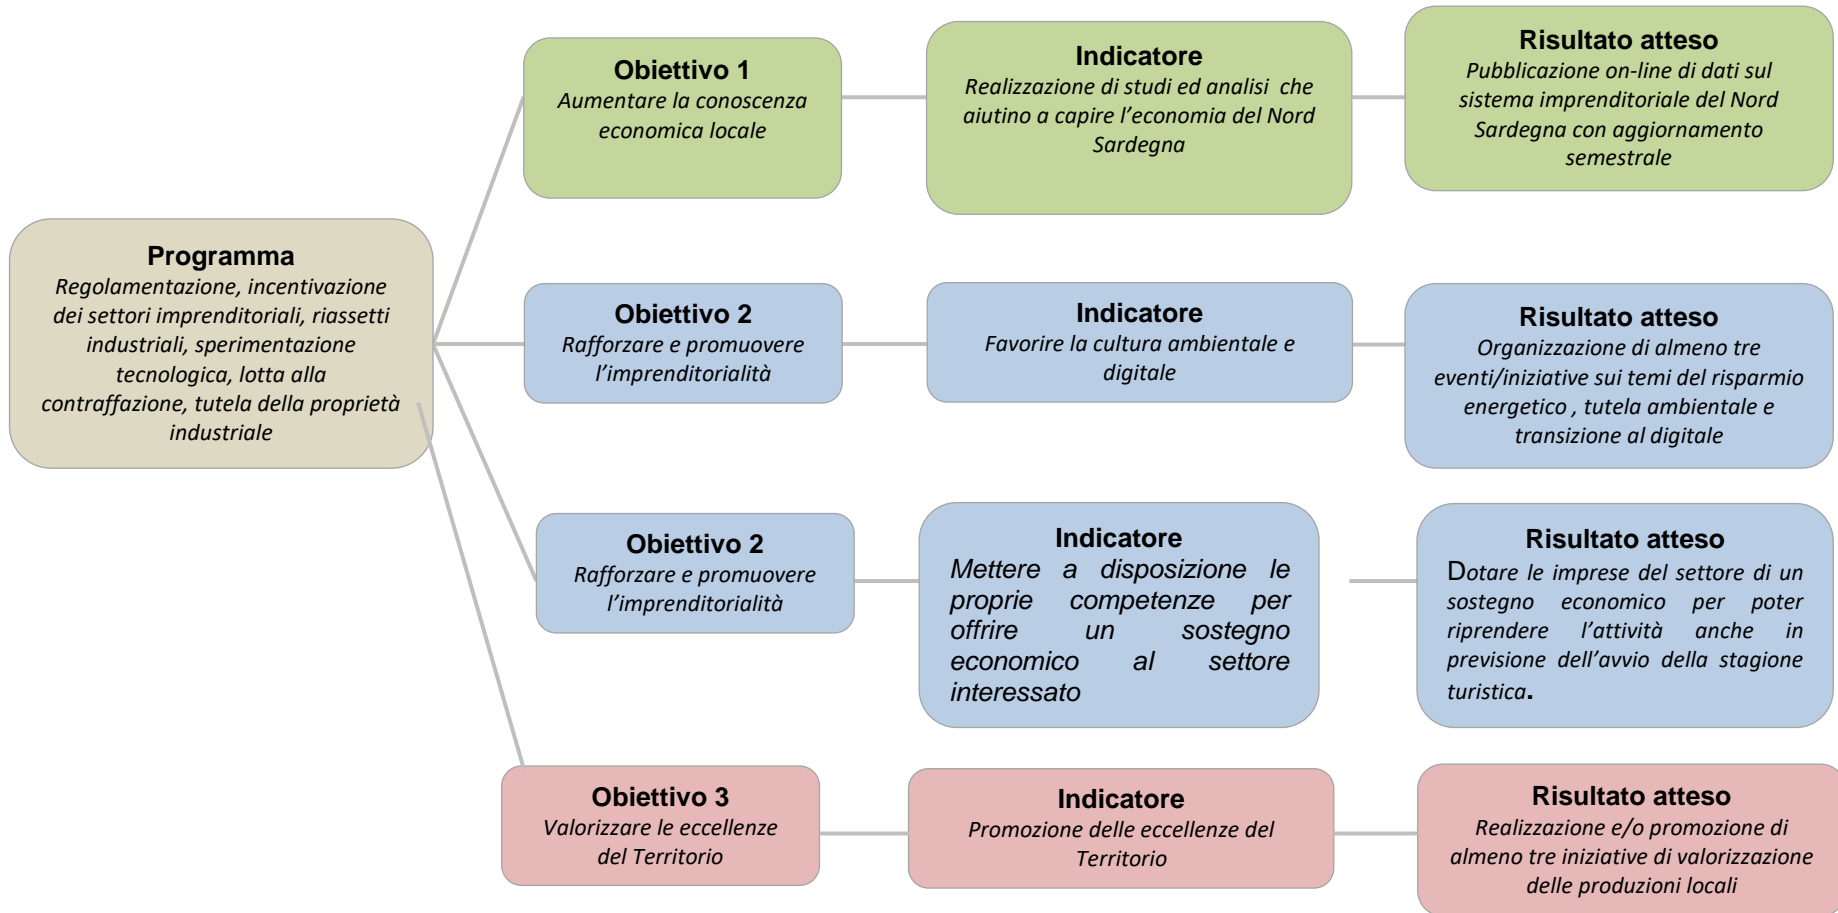 Programma
Regolamentazione, incentivazione
dei settori imprenditoriali, riassetti
industriali, sperimentazione
tecnologica, lotta alla
contraffazione, tutela della proprietà
industriale
Obiettivo 1
Aumentare la conoscenza
economica locale
Indicatore
Realizzazione di studi ed analisi che
aiutino a capire l’economia del Nord
Sardegna
Risultato atteso
Pubblicazione on-line di dati sul
sistema imprenditoriale del Nord
Sardegna con aggiornamento
semestrale
Obiettivo 2
Rafforzare e promuovere
l’imprenditorialità
Indicatore
Favorire la cultura ambientale e
digitale
Risultato atteso
Organizzazione di almeno tre
eventi/iniziative sui temi del risparmio
energetico , tutela ambientale e
transizione al digitale
Obiettivo 2
Rafforzare e promuovere
l’imprenditorialità
Indicatore
Mettere a disposizione le
proprie competenze per
offrire un sostegno
economico al settore
interessato
Risultato atteso
Dotare le imprese del settore di un
sostegno economico per poter
riprendere l’attività anche in
previsione dell’avvio della stagione
turistica.
Obiettivo 3
Valorizzare le eccellenze
del Territorio
Indicatore
Promozione delle eccellenze del
Territorio
Risultato atteso
Realizzazione e/o promozione di
almeno tre iniziative di valorizzazione
delle produzioni locali